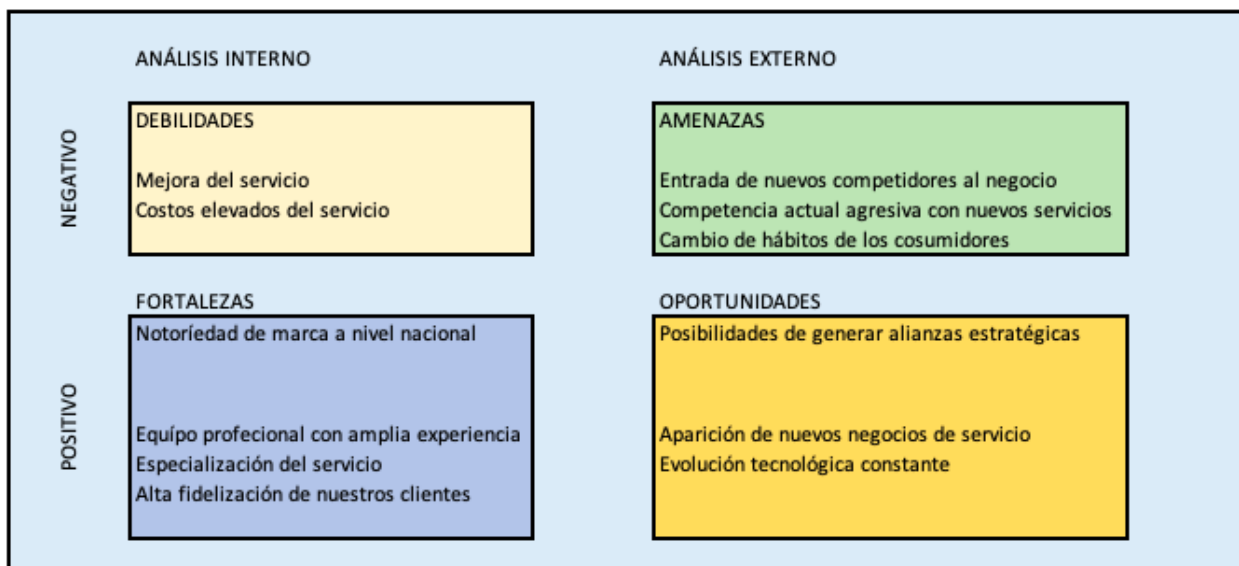 ANÁLISIS INTERNO
ANÁLISIS EXTERNO
NEGATIVO
DEBILIDADES
Mejora del servicio
Costos elevados del servicio
AMENAZAS
Entrada de nuevos competidores al negocio
Competencia actual agresiva con nuevos servicios
Cambio de hábitos de los cosumidores
POSITIVO
FORTALEZAS
Notoríedad de marca a nivel nacional
Equípo profecional con amplia experiencia
Especialización del servicio
Alta fidelización de nuestros clientes
OPORTUNIDADES
Posibilidades de generar alianzas estratégicas
Aparición de nuevos negocios de servicio
Evolución tecnológica constante